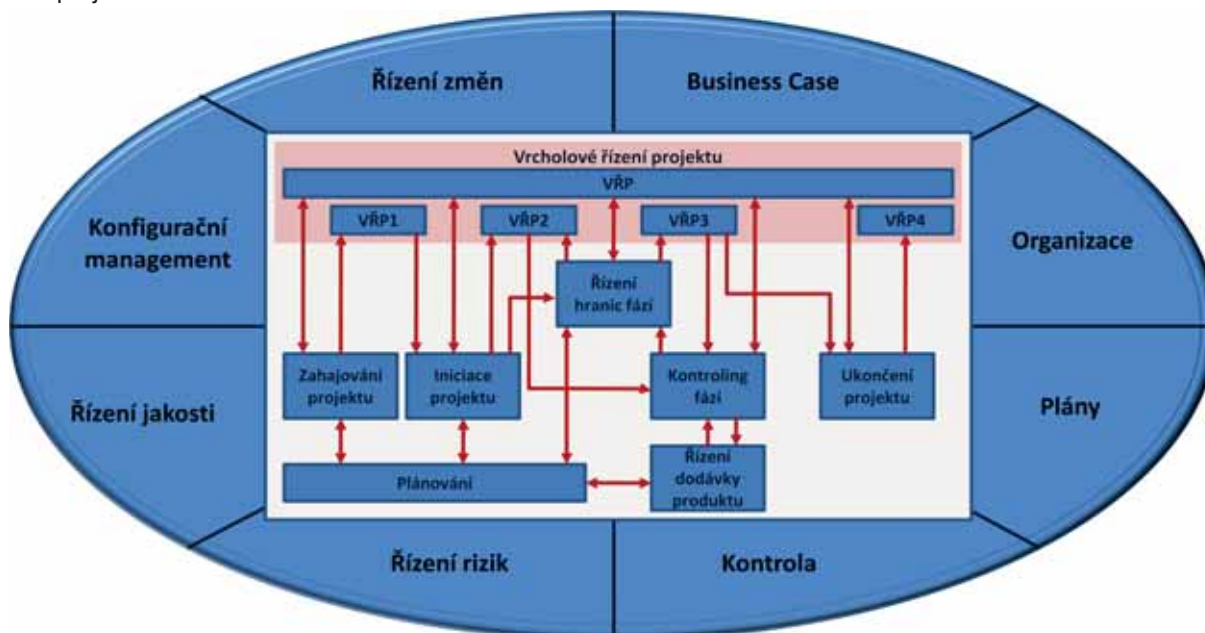 Řízení změn
Business Case
Konfigurační
management
Organizace
Vrcholové řízení projektu
VŘP
VŘP1
VŘP2
VŘP3
VŘP4
Řízení
hranic fází
Zahajování
projektu
Iniciace
projektu
Kontroling
fází
Ukončení
projektu
Řízení jakosti
Plány
Plánování
Řízení
dodávky
produktu
Řízení rizik
Kontrola